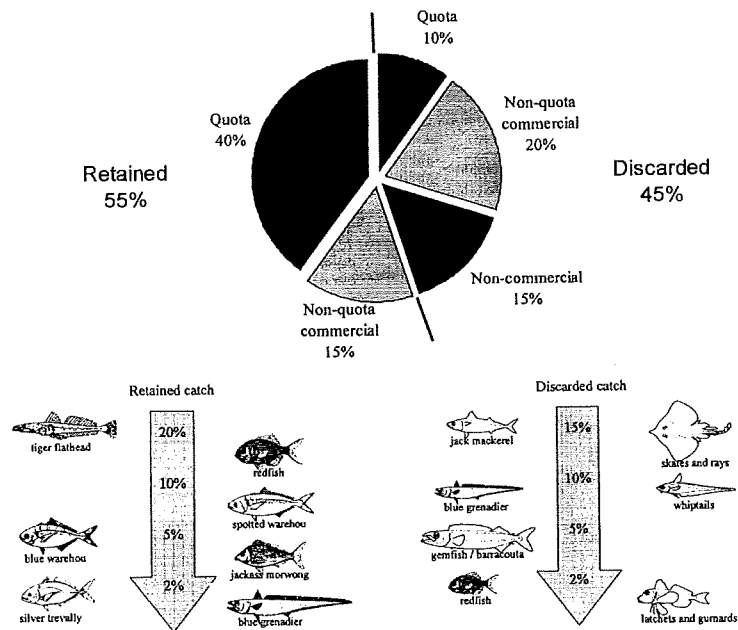 Quota
10%
Non-quota
commercial
20%
Quota
40%
Retained
55%
Discarded
45%
Non-commercial
15%
Non-quota
commercial
15%
Retained catch
20%
10%
5%
2%
tiger flathead
redfish
spotted warehou
blue warehou
jackass morwong
silver trevally
blue grenadier
Discarded catch
15%
10%
5%
2%
jack mackerel
skates and rays
blue grenadier
whiptails
gemfish / barracouta
redfish
latchets and gurnards